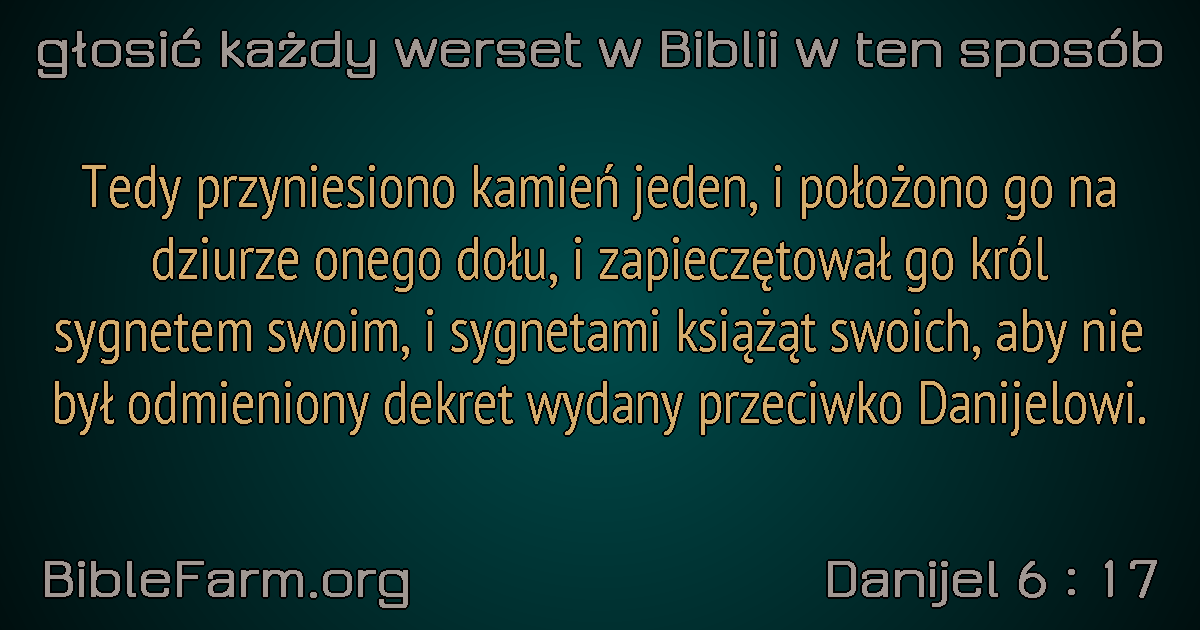 głosić każdy werset w Biblii w ten sposób
Tedy przyniesiono kamień jeden, i położono go na
dziurze onego dołu, i zapieczętował go król
sygnetem swoim, i sygnetami książąt swoich, aby nie
był odmieniony dekret wydany przeciwko Danijelowi.
BibleFarm.org
Danijel 6 : 17